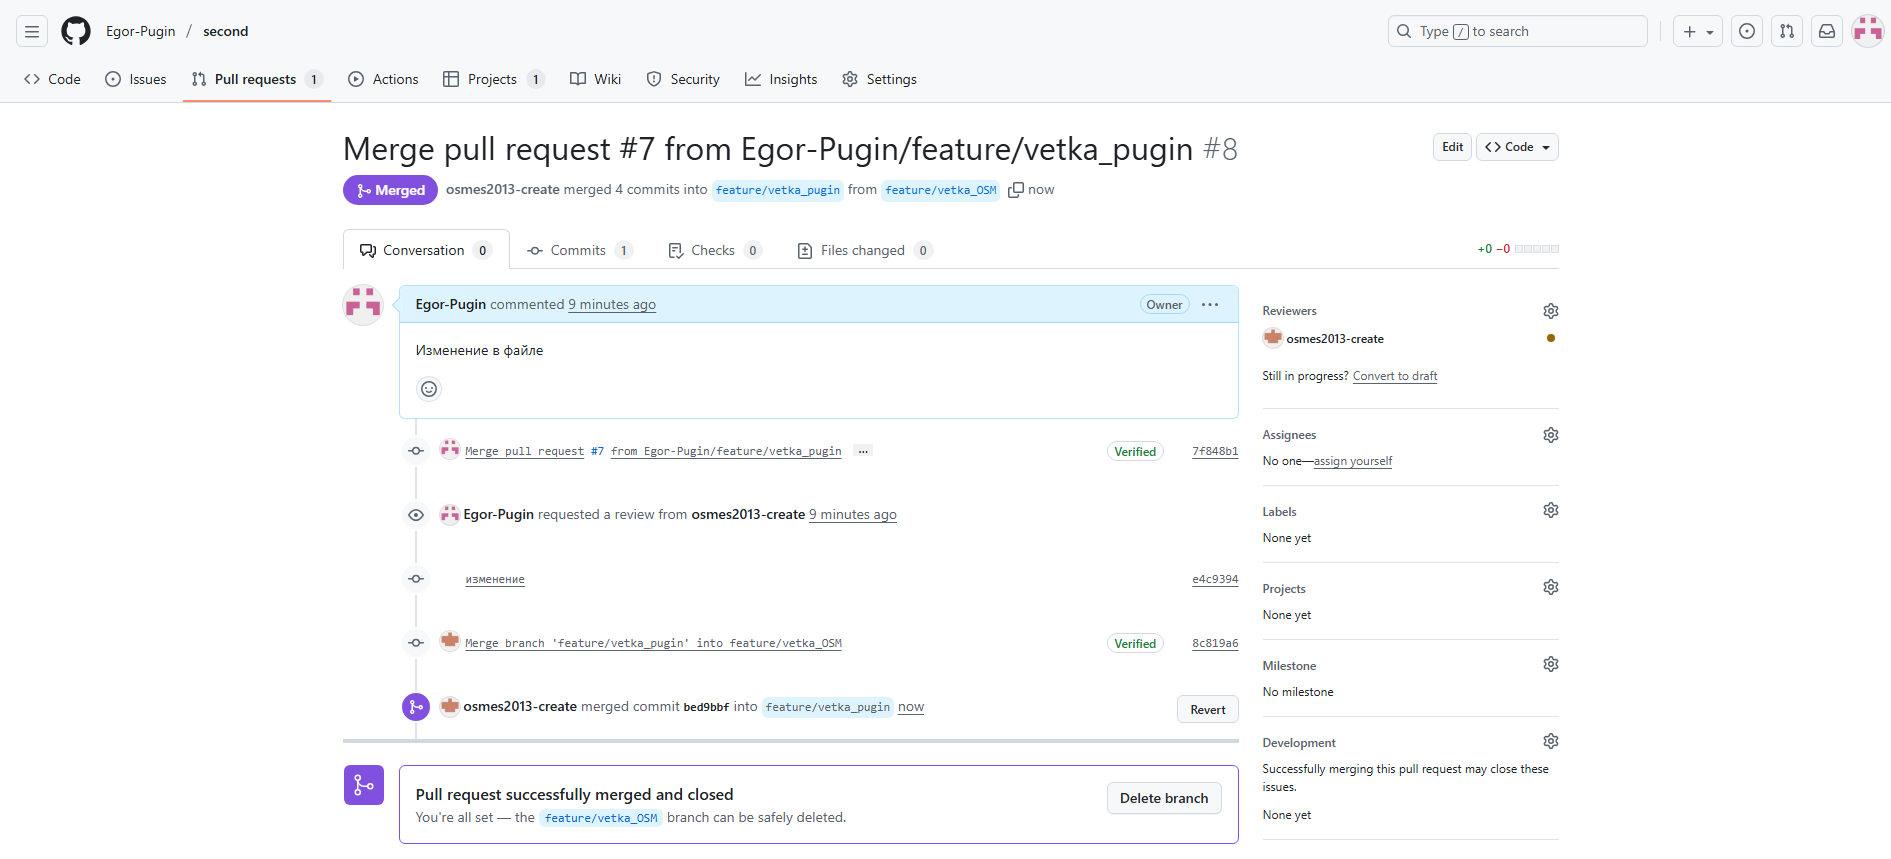 Egor-Pugin / second
Type / to search
Code Issues Pull requests 1 Actions Projects 1 Wiki Security Insights Settings
Merge pull request #7 from Egor-Pugin/feature/vetka_pugin #8
Edit Code
Merged osmes2013-create merged 4 commits into feature/vetka_pugin from feature/vetka_OSM now
Conversation 0 Commits 1 Checks 0 Files changed 0
+0 −0
Egor-Pugin commented 9 minutes ago Owner
Изменение в файле
Merge pull request #7 from Egor-Pugin/feature/vetka_pugin ... Verified 7f848b1
Egor-Pugin requested a review from osmes2013-create 9 minutes ago
изменение e4c9394
Merge branch 'feature/vetka_pugin' into feature/vetka_OSM Verified 8c819a6
osmes2013-create merged commit bed9bbf into feature/vetka_pugin now Revert
Pull request successfully merged and closed
You're all set — the feature/vetka_OSM branch can be safely deleted.
Delete branch
Reviewers
osmes2013-create
Still in progress? Convert to draft
Assignees
No one—assign yourself
Labels
None yet
Projects
None yet
Milestone
No milestone
Development
Successfully merging this pull request may close these
issues.
None yet